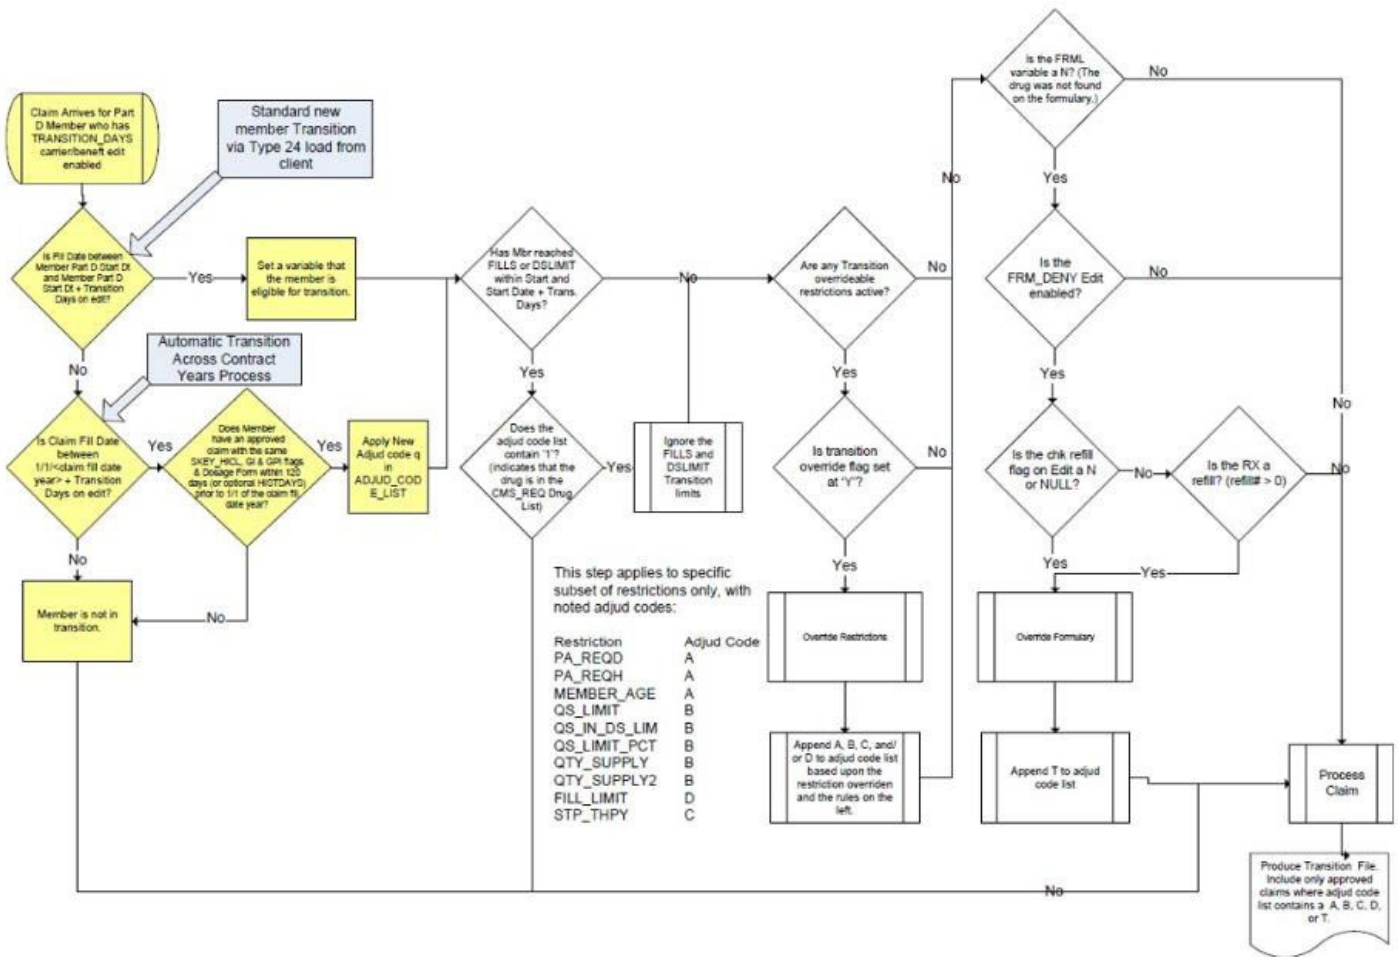 Claim Arrives for Part
D Member who has
TRANSITION_DAYS
carrier/beneft edit
enabled
Standard new
member Transition
via Type 24 load from
client
Is Fill Date between
Member Part D Start Dt
and Member Part D
Start Dt + Transition
Days on edit?
Yes
Set a variable that
the member is
eligible for transition.
No
Automatic Transition
Across Contract
Years Process
Is Claim Fill Date
between
1/1/<claim fill date
year> + Transition
Days on edit?
Yes
Does Member
have an approved
claim with the same
SKEY_HICL, GI & GPI flags
& Dosage Form within 120
days (or optional HISTDAYS)
prior to 1/1 of the claim fill
date year?
Yes
Apply New
Adjud code q
in
ADJUD_COD
E_LIST
No
No
Member is not in
transition.
Has Mbr reached
FILLS or DSLIMIT
within Start and
Start Date + Trans.
Days?
No
Yes
Does the
adjud code list
contain '1'?
(indicates that the
drug is in the
CMS_REQ Drug
List)
Yes
Ignore the
FILLS and
DSLIMIT
Transition
limits
Are any Transition
overrideable
restrictions active?
No
Yes
Is transition
override flag set
at 'Y'?
No
Yes
Override Restrictions
Append A, B, C, and/
or D to adjud code list
based upon the
restriction overriden
and the rules on the
left.
This step applies to specific
subset of restrictions only, with
noted adjud codes:
Restriction Adjud Code
PA_REQD A
PA_REQH A
MEMBER_AGE A
QS_LIMIT B
QS_IN_DS_LIM B
QS_LIMIT_PCT B
QTY_SUPPLY B
QTY_SUPPLY2 B
FILL_LIMIT D
STP_THPY C
No
Is the FRML
variable a N? (The
drug was not found
on the formulary.)
No
Yes
Is the
FRM_DENY Edit
enabled?
No
Yes
Is the chk refill
flag on Edit a N
or NULL?
No
Is the RX a
refill? (refill# > 0)
No
No
Yes
Yes
Override Formulary
Append T to adjud
code list
Process
Claim
No
Produce Transition File.
Include only approved
claims where adjud code
list contains a A, B, C, D,
or T.